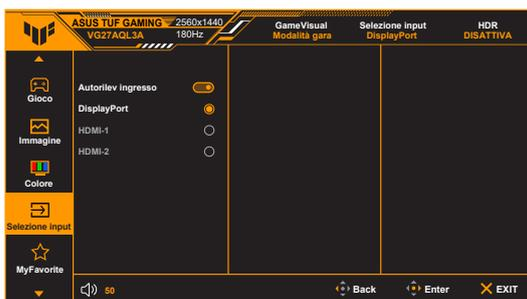 ASUS TUF GAMING 2560x1440
VG27AQL3A 180Hz
GameVisual
Modalità gara
Selezione input
DisplayPort
HDR
DISATTIVA
Gioco
Immagine
Colore
Selezione input
MyFavorite
Autorilev ingresso
DisplayPort
HDMI-1
HDMI-2
50
Back
Enter
EXIT